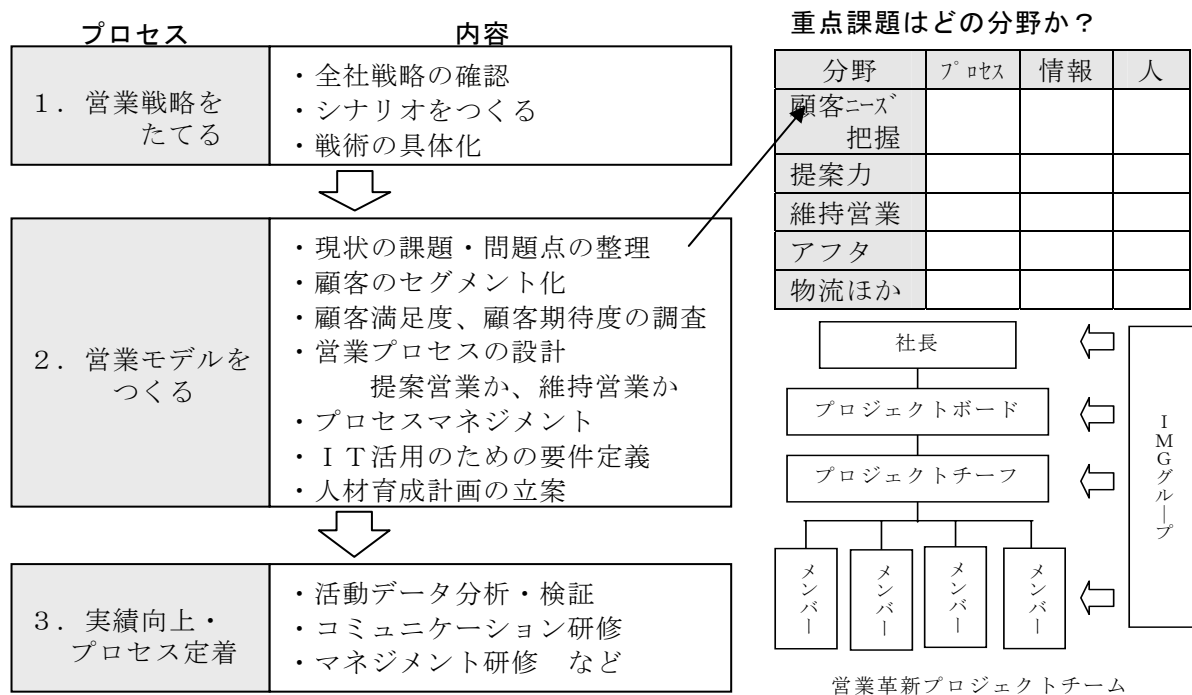 プロセス
内容
1．営業戦略を
たてる
・全社戦略の確認
・シナリオをつくる
・戦術の具体化
2．営業モデルを
つくる
・現状の課題・問題点の整理
・顧客のセグメント化
・顧客満足度、顧客期待度の調査
・営業プロセスの設計
提案営業か、維持営業か
・プロセスマネジメント
・ＩＴ活用のための要件定義
・人材育成計画の立案
3．実績向上・
プロセス定着
・活動データ分析・検証
・コミュニケーション研修
・マネジメント研修　など
重点課題はどの分野か？
分野 ﾌﾟﾛｾｽ 情報 人
顧客ﾆｰｽﾞ
把握
提案力
維持営業
アフタ
物流ほか
社長
プロジェクトボード
プロジェクトチーフ
メンバー
メンバー
メンバー
メンバー
ＩＭＧグループ
営業革新プロジェクトチーム